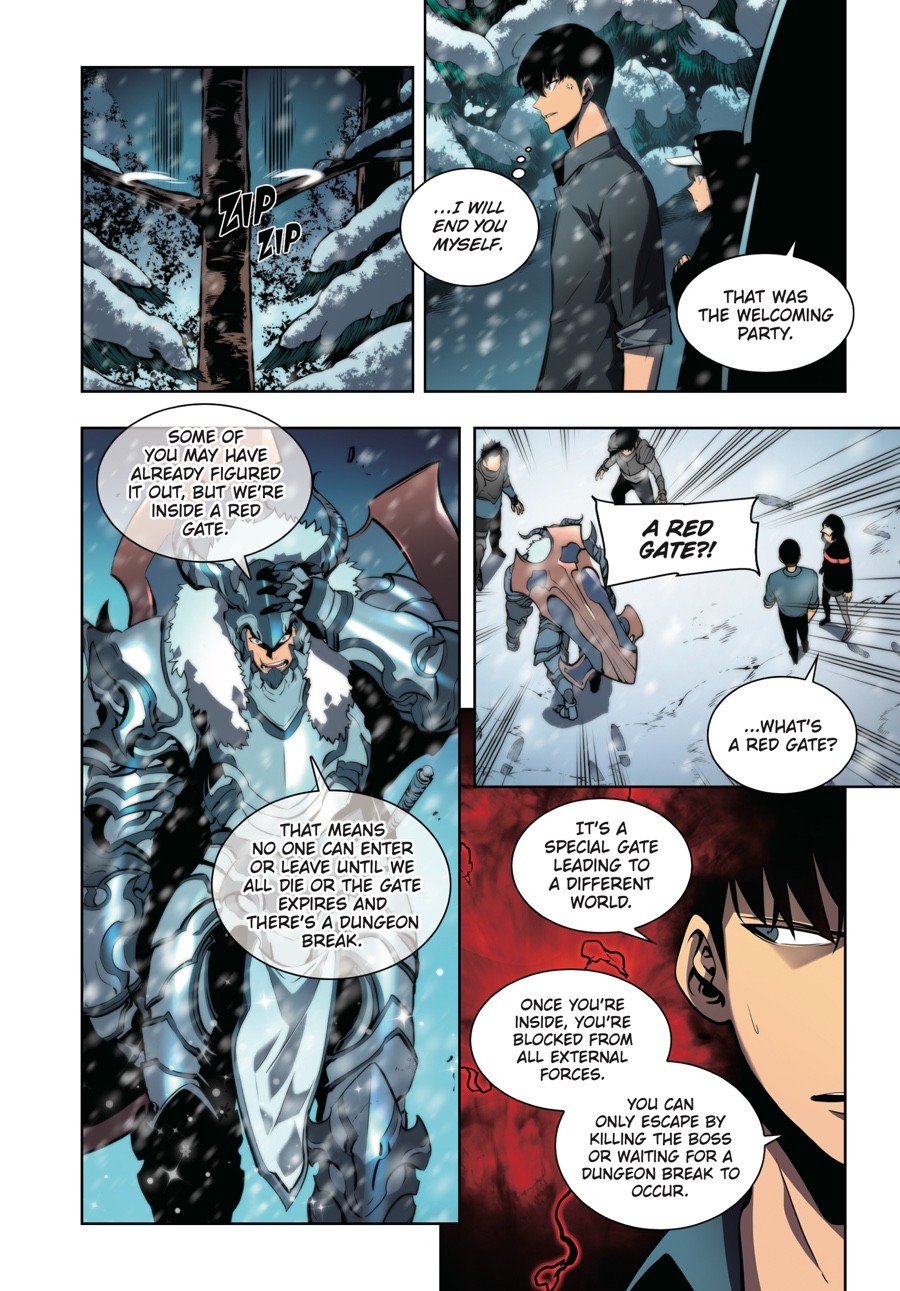 ZIP
ZIP
...I WILL
END YOU
MYSELF.
THAT WAS
THE WELCOMING
PARTY.
SOME OF
YOU MAY HAVE
ALREADY FIGURED
IT OUT, BUT WE'RE
INSIDE A RED
GATE.
THAT MEANS
NO ONE CAN ENTER
OR LEAVE UNTIL WE
ALL DIE OR THE GATE
EXPIRES AND
THERE'S A DUNGEON
BREAK.
A RED
GATE?!
...WHAT'S
A RED GATE?
IT'S A
SPECIAL GATE
LEADING TO
A DIFFERENT
WORLD.
ONCE YOU'RE
INSIDE, YOU'RE
BLOCKED FROM
ALL EXTERNAL
FORCES.
YOU CAN
ONLY ESCAPE BY
KILLING THE BOSS
OR WAITING FOR A
DUNGEON BREAK TO
OCCUR.